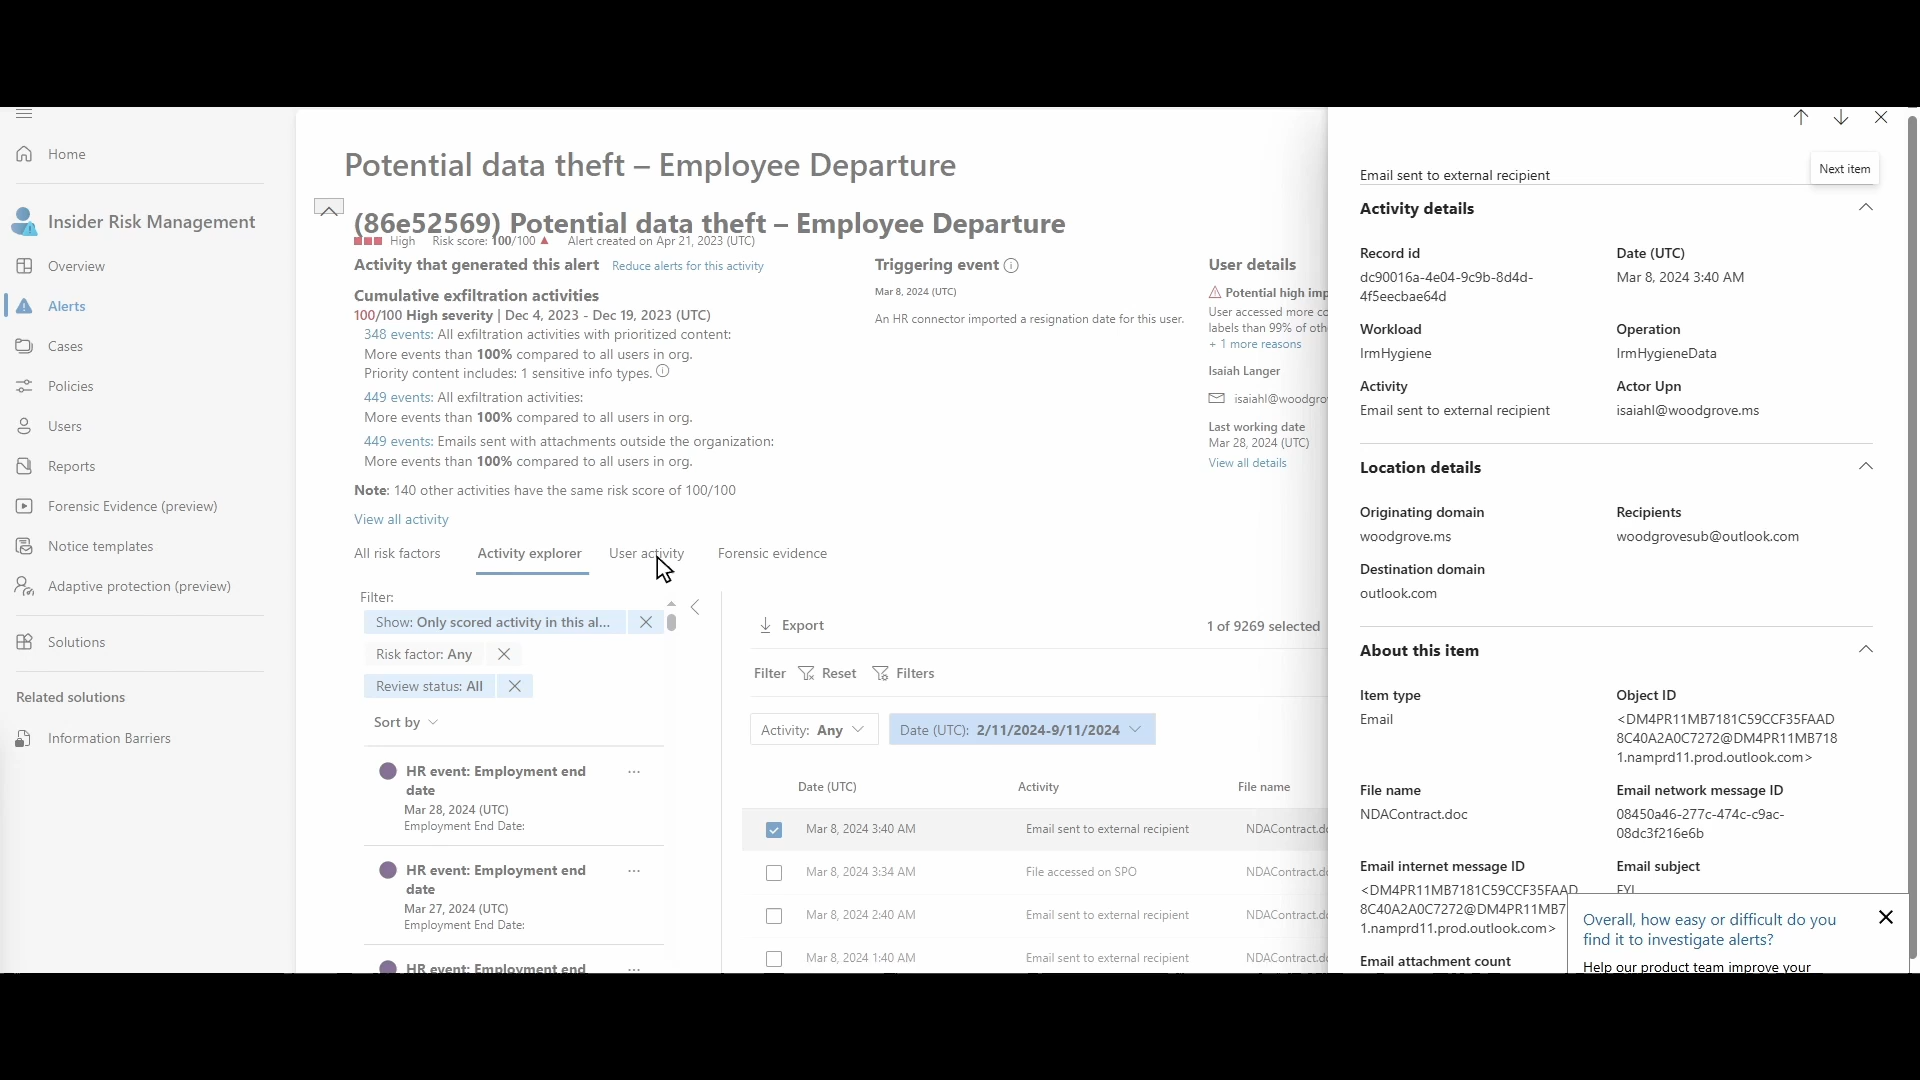 Home
Insider Risk Management
Overview
Alerts
Cases
Policies
Users
Reports
Forensic Evidence (preview)
Notice templates
Adaptive protection (preview)
Solutions
Related solutions
Information Barriers
Potential data theft – Employee Departure
(86e52569) Potential data theft – Employee Departure
High Risk score: 100/100 Alert created on Apr 21, 2023 (UTC)
Activity that generated this alert Reduce alerts for this activity
Cumulative exfiltration activities
100/100 High severity | Dec 4, 2023 - Dec 19, 2023 (UTC)
348 events: All exfiltration activities with prioritized content:
More events than 100% compared to all users in org.
Priority content includes: 1 sensitive info types.
449 events: All exfiltration activities:
More events than 100% compared to all users in org.
449 events: Emails sent with attachments outside the organization:
More events than 100% compared to all users in org.
Note: 140 other activities have the same risk score of 100/100
View all activity
Triggering event
Mar 8, 2024 (UTC)
An HR connector imported a resignation date for this user.
User details
Potential high imp
User accessed more co
labels than 99% of oth
+ 1 more reasons
Isaiah Langer
isaiahl@woodgro
Last working date
Mar 28, 2024 (UTC)
View all details
All risk factors Activity explorer User activity Forensic evidence
Filter:
Show: Only scored activity in this al...
Risk factor: Any
Review status: All
Sort by
HR event: Employment end
date
Mar 28, 2024 (UTC)
Employment End Date:
HR event: Employment end
date
Mar 27, 2024 (UTC)
Employment End Date:
HR event: Employment end
Export 1 of 9269 selected
Filter Reset Filters
Activity: Any Date (UTC): 2/11/2024-9/11/2024
Date (UTC) Activity File name
Mar 8, 2024 3:40 AM Email sent to external recipient NDAContract.do
Mar 8, 2024 3:34 AM File accessed on SPO NDAContract.do
Mar 8, 2024 2:40 AM Email sent to external recipient NDAContract.do
Mar 8, 2024 1:40 AM Email sent to external recipient NDAContract.do
Next item
Email sent to external recipient
Activity details
Record id Date (UTC)
dc90016a-4e04-9c9b-8d4d- Mar 8, 2024 3:40 AM
4f5eecbae64d
Workload Operation
IrmHygiene IrmHygieneData
Activity Actor Upn
Email sent to external recipient isaiahl@woodgrove.ms
Location details
Originating domain Recipients
woodgrove.ms woodgrovesub@outlook.com
Destination domain
outlook.com
About this item
Item type Object ID
Email <DM4PR11MB7181C59CCF35FAAD
8C40A2A0C7272@DM4PR11MB718
1.namprd11.prod.outlook.com>
File name Email network message ID
NDAContract.doc 08450a46-277c-474c-c9ac-
08dc3f216e6b
Email internet message ID Email subject
<DM4PR11MB7181C59CCF35FAAD FYI
8C40A2A0C7272@DM4PR11MB7
1.namprd11.prod.outlook.com>
Email attachment count
Overall, how easy or difficult do you
find it to investigate alerts?
Help our product team improve your